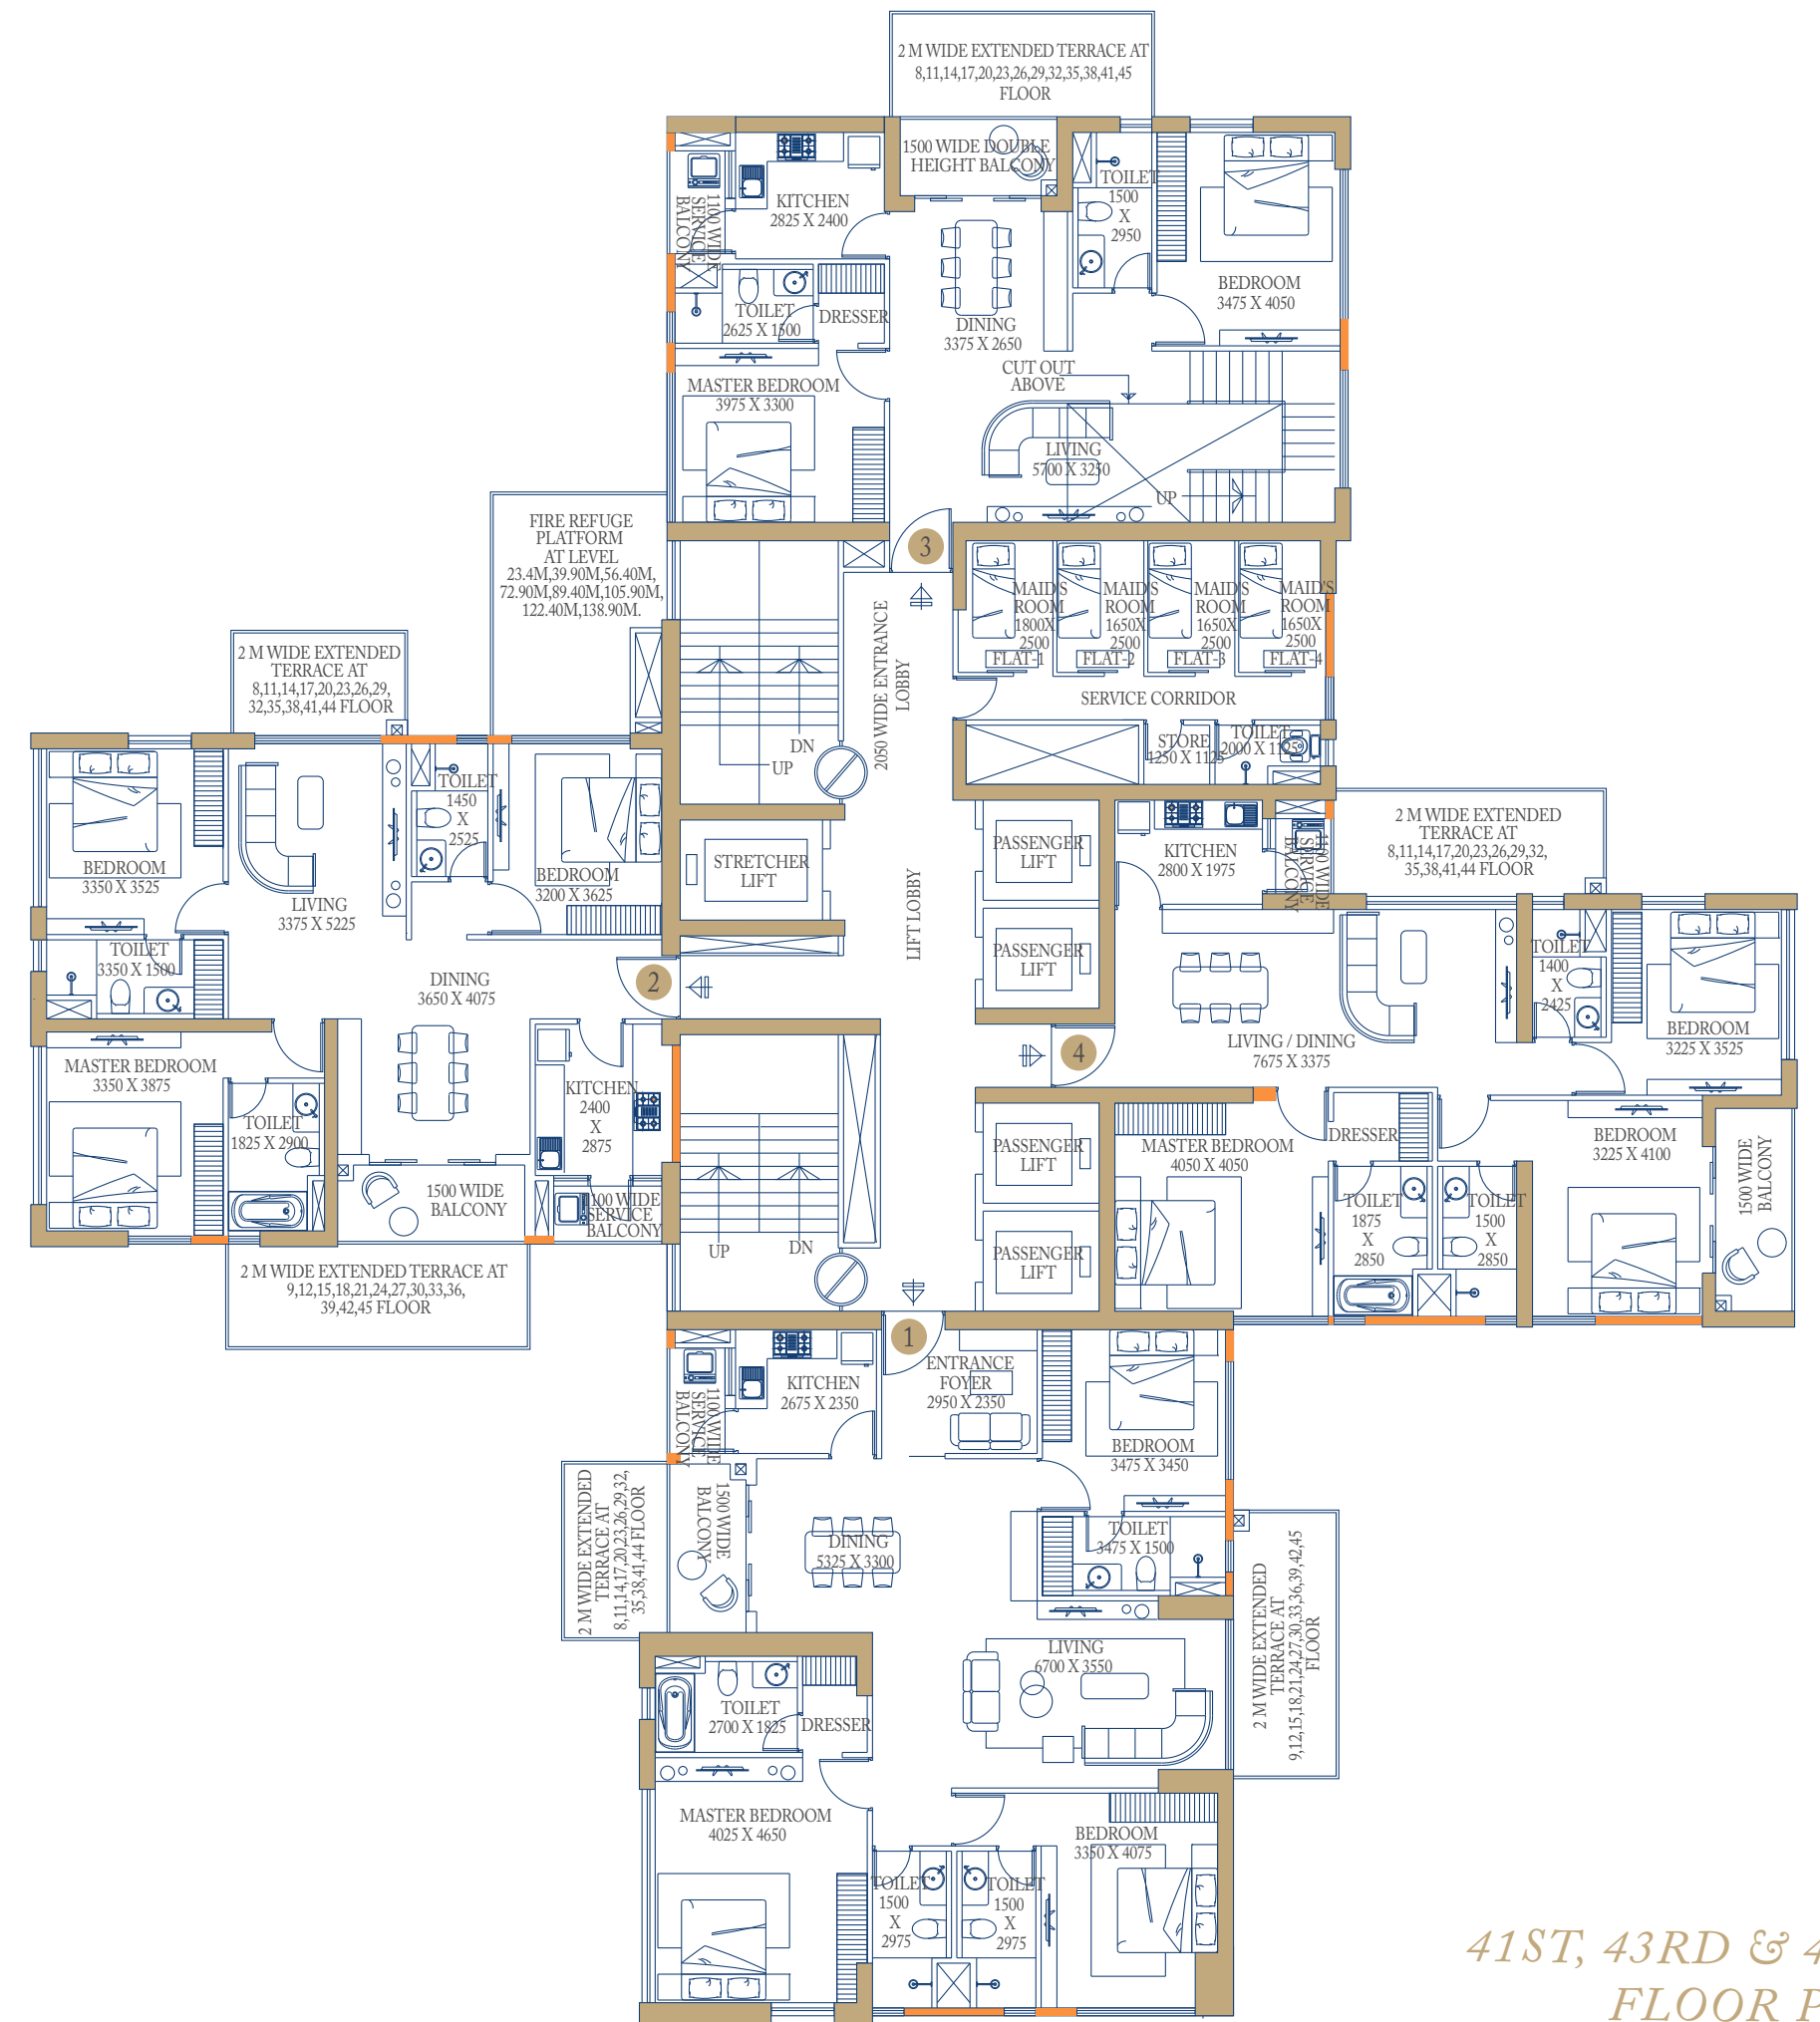 2 M WIDE EXTENDED TERRACE AT
8,11,14,17,20,23,26,29,32,35,38,41,45
FLOOR
1500 WIDE DOUBLE
HEIGHT BALCONY
KITCHEN
2825 X 2400
1100 WIDE
SERVICE
BALCONY
TOILET
1500
X
2950
BEDROOM
3475 X 4050
TOILET
2625 X 1500
DRESSER
DINING
3375 X 2650
CUT OUT
ABOVE
MASTER BEDROOM
3975 X 3300
LIVING
5700 X 3250
UP
3
FIRE REFUGE
PLATFORM
AT LEVEL
23.4M,39.90M,56.40M,
72.90M,89.40M,105.90M,
122.40M,138.90M.
MAID'S
ROOM
1800X
2500
FLAT-1
MAID'S
ROOM
1650X
2500
FLAT-2
MAID'S
ROOM
1650X
2500
FLAT-3
MAID'S
ROOM
1650X
2500
FLAT-4
2050 WIDE ENTRANCE
LOBBY
SERVICE CORRIDOR
STORE
1250 X 1125
TOILET
2000 X 1125
DN
UP
2 M WIDE EXTENDED
TERRACE AT
8,11,14,17,20,23,26,29,
32,35,38,41,44 FLOOR
BEDROOM
3350 X 3525
LIVING
3375 X 5225
TOILET
1450
X
2525
BEDROOM
3200 X 3625
STRETCHER
LIFT
LIFT LOBBY
PASSENGER
LIFT
PASSENGER
LIFT
TOILET
3350 X 1500
DINING
3650 X 4075
2
MASTER BEDROOM
3350 X 3875
TOILET
1825 X 2900
KITCHEN
2400
X
2875
1500 WIDE
BALCONY
1100 WIDE
SERVICE
BALCONY
2 M WIDE EXTENDED TERRACE AT
9,12,15,18,21,24,27,30,33,36,
39,42,45 FLOOR
UP
DN
KITCHEN
2800 X 1975
1100 WIDE
SERVICE
BALCONY
2 M WIDE EXTENDED
TERRACE AT
8,11,14,17,20,23,26,29,32,
35,38,41,44 FLOOR
TOILET
1400
X
2425
BEDROOM
3225 X 3525
LIVING / DINING
7675 X 3375
4
PASSENGER
LIFT
PASSENGER
LIFT
MASTER BEDROOM
4050 X 4050
DRESSER
TOILET
1875
X
2850
TOILET
1500
X
2850
BEDROOM
3225 X 4100
1500 WIDE
BALCONY
1
KITCHEN
2675 X 2350
1100 WIDE
SERVICE
BALCONY
ENTRANCE
FOYER
2950 X 2350
BEDROOM
3475 X 3450
2 M WIDE EXTENDED
TERRACE AT
8,11,14,17,20,23,26,29,32,
35,38,41,44 FLOOR
1500 WIDE
BALCONY
DINING
5325 X 3300
TOILET
3475 X 1500
2 M WIDE EXTENDED
TERRACE AT
9,12,15,18,21,24,27,30,33,36,39,42,45
FLOOR
LIVING
6700 X 3550
TOILET
2700 X 1825
DRESSER
MASTER BEDROOM
4025 X 4650
BEDROOM
3350 X 4075
TOILET
1500
X
2975
TOILET
1500
X
2975
41ST, 43RD & 4
FLOOR P